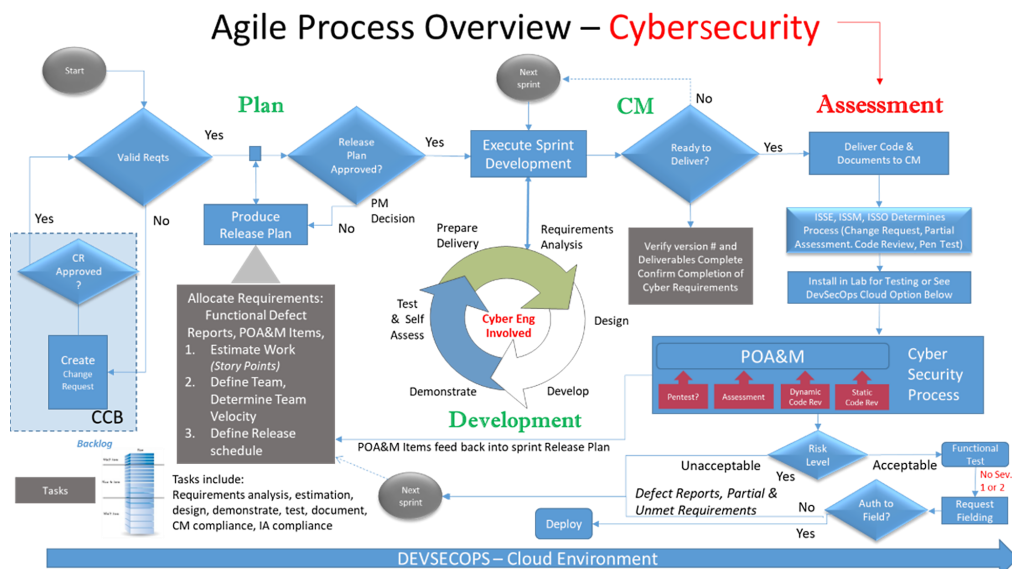 Agile Process Overview – Cybersecurity
Start
Next
sprint
Plan
CM
Assessment
No
Valid Reqts
Yes
Release
Plan
Approved?
Yes
Execute Sprint
Development
Ready to
Deliver?
Yes
Deliver Code &
Documents to CM
Yes
No
Produce
Release Plan
No
PM
Decision
ISSE, ISSM, ISSO Determines
Process (Change Request, Partial
Assessment. Code Review, Pen Test)
CR
Approved
?
Create
Change
Request
CCB
Prepare
Delivery
Requirements
Analysis
Verify version # and
Deliverables Complete
Confirm Completion of
Cyber Requirements
Install in Lab for Testing or See
DevSecOps Cloud Option Below
Allocate Requirements:
Functional Defect
Reports, POA&M Items,
1. Estimate Work
(Story Points)
2. Define Team,
Determine Team
Velocity
3. Define Release
schedule
Test
& Self
Assess
Cyber Eng
Involved
Design
Demonstrate
Develop
Development
POA&M
Cyber
Security
Process
Pentest?
Assessment
Dynamic
Code Rev
Static
Code Rev
POA&M Items feed back into sprint Release Plan
Backlog
Tasks
Tasks include:
Requirements analysis, estimation,
design, demonstrate, test, document,
CM compliance, IA compliance
Next
sprint
Unacceptable
Risk
Level
Acceptable
Functional
Test
Yes
No Sev.
1 or 2
Defect Reports, Partial &
Unmet Requirements
No
Auth to
Field?
Request
Fielding
Deploy
Yes
DEVSECOPS – Cloud Environment